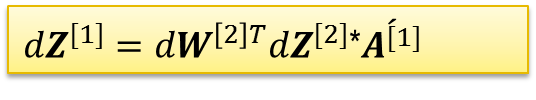 d𝒁^{[1]} = d𝑾^{[2]T} d𝒁^{[2]} * 𝑨́^{[1]}